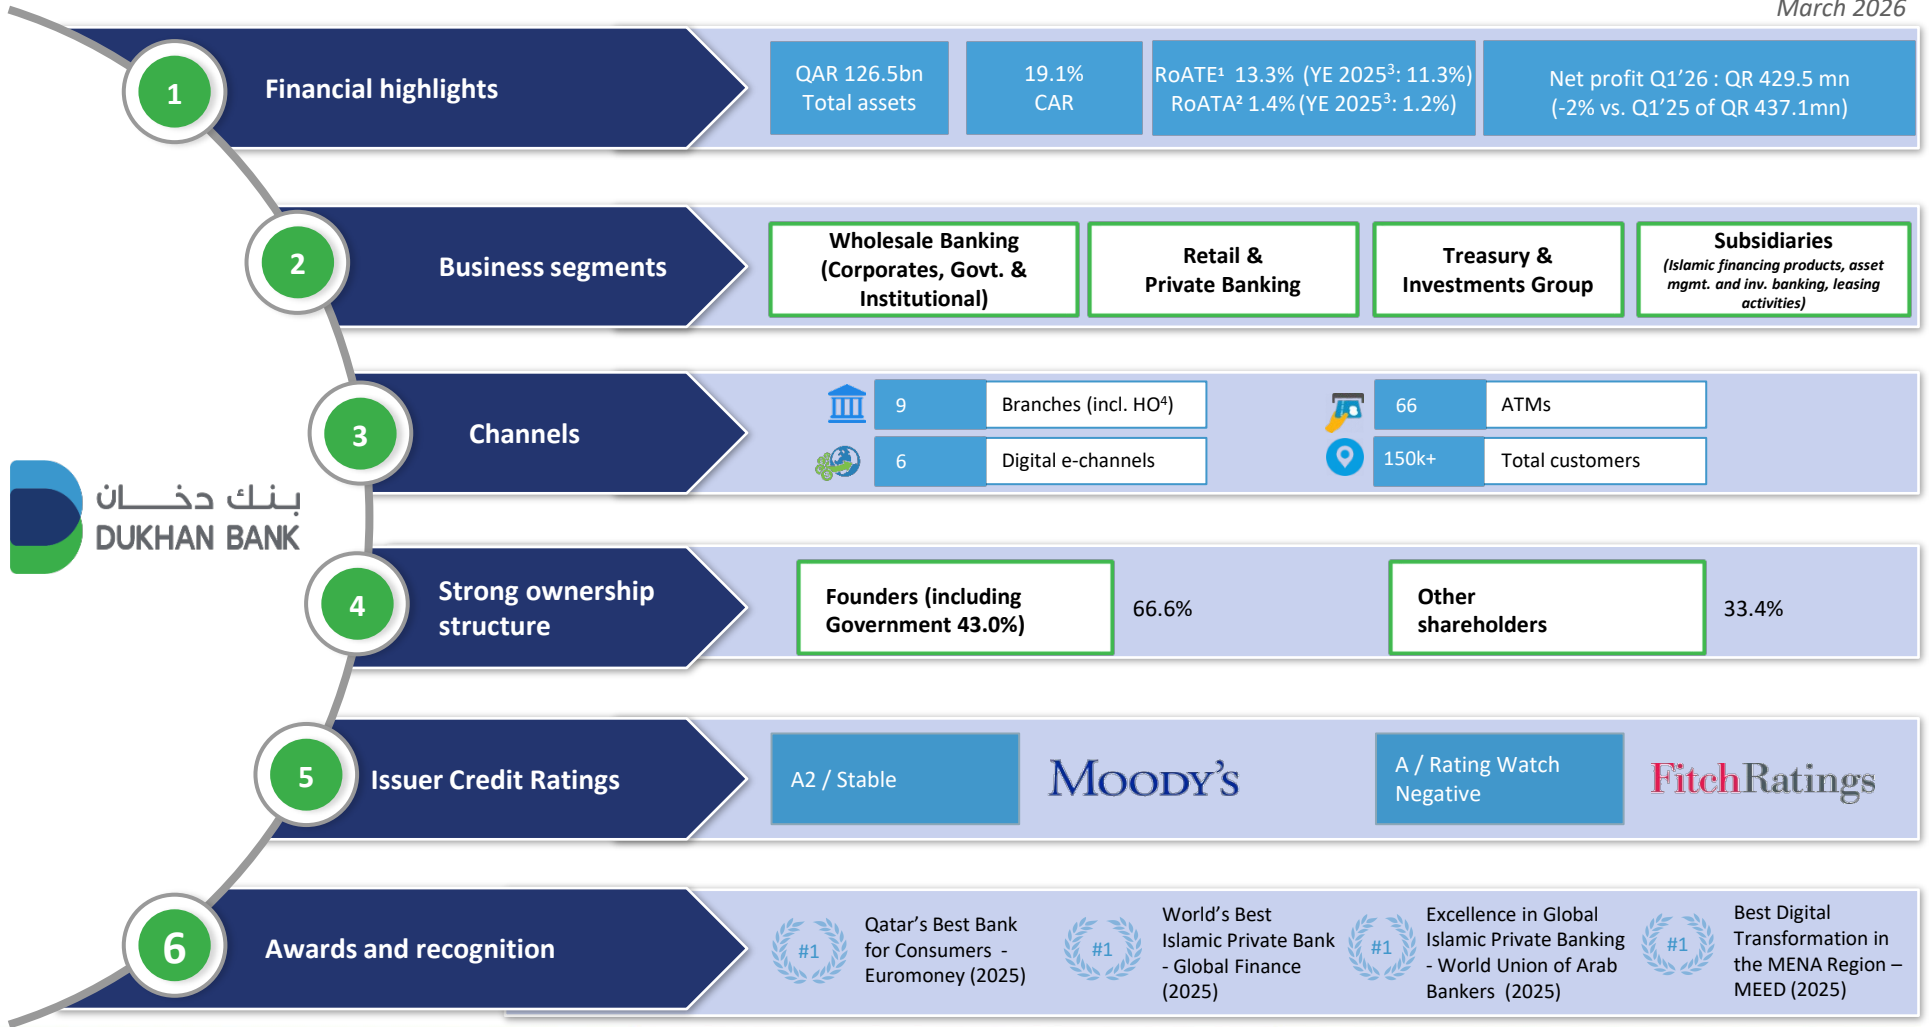 March 2026
1
Financial highlights
QAR 126.5bn
Total assets
19.1%
CAR
RoATE¹ 13.3% (YE 2025³: 11.3%)
RoATA² 1.4% (YE 2025³: 1.2%)
Net profit Q1’26 : QR 429.5 mn
(-2% vs. Q1’25 of QR 437.1mn)
2
Business segments
Wholesale Banking
(Corporates, Govt. &
Institutional)
Retail &
Private Banking
Treasury &
Investments Group
Subsidiaries
(Islamic financing products, asset
mgmt. and inv. banking, leasing
activities)
3
Channels
9
Branches (incl. HO⁴)
66
ATMs
6
Digital e-channels
150k+
Total customers
بنك دخان
DUKHAN BANK
4
Strong ownership
structure
Founders (including
Government 43.0%)
66.6%
Other
shareholders
33.4%
5
Issuer Credit Ratings
A2 / Stable
MOODY’S
A / Rating Watch
Negative
FitchRatings
6
Awards and recognition
#1
Qatar’s Best Bank
for Consumers -
Euromoney (2025)
#1
World’s Best
Islamic Private Bank
- Global Finance
(2025)
#1
Excellence in Global
Islamic Private Banking
- World Union of Arab
Bankers (2025)
#1
Best Digital
Transformation in
the MENA Region –
MEED (2025)